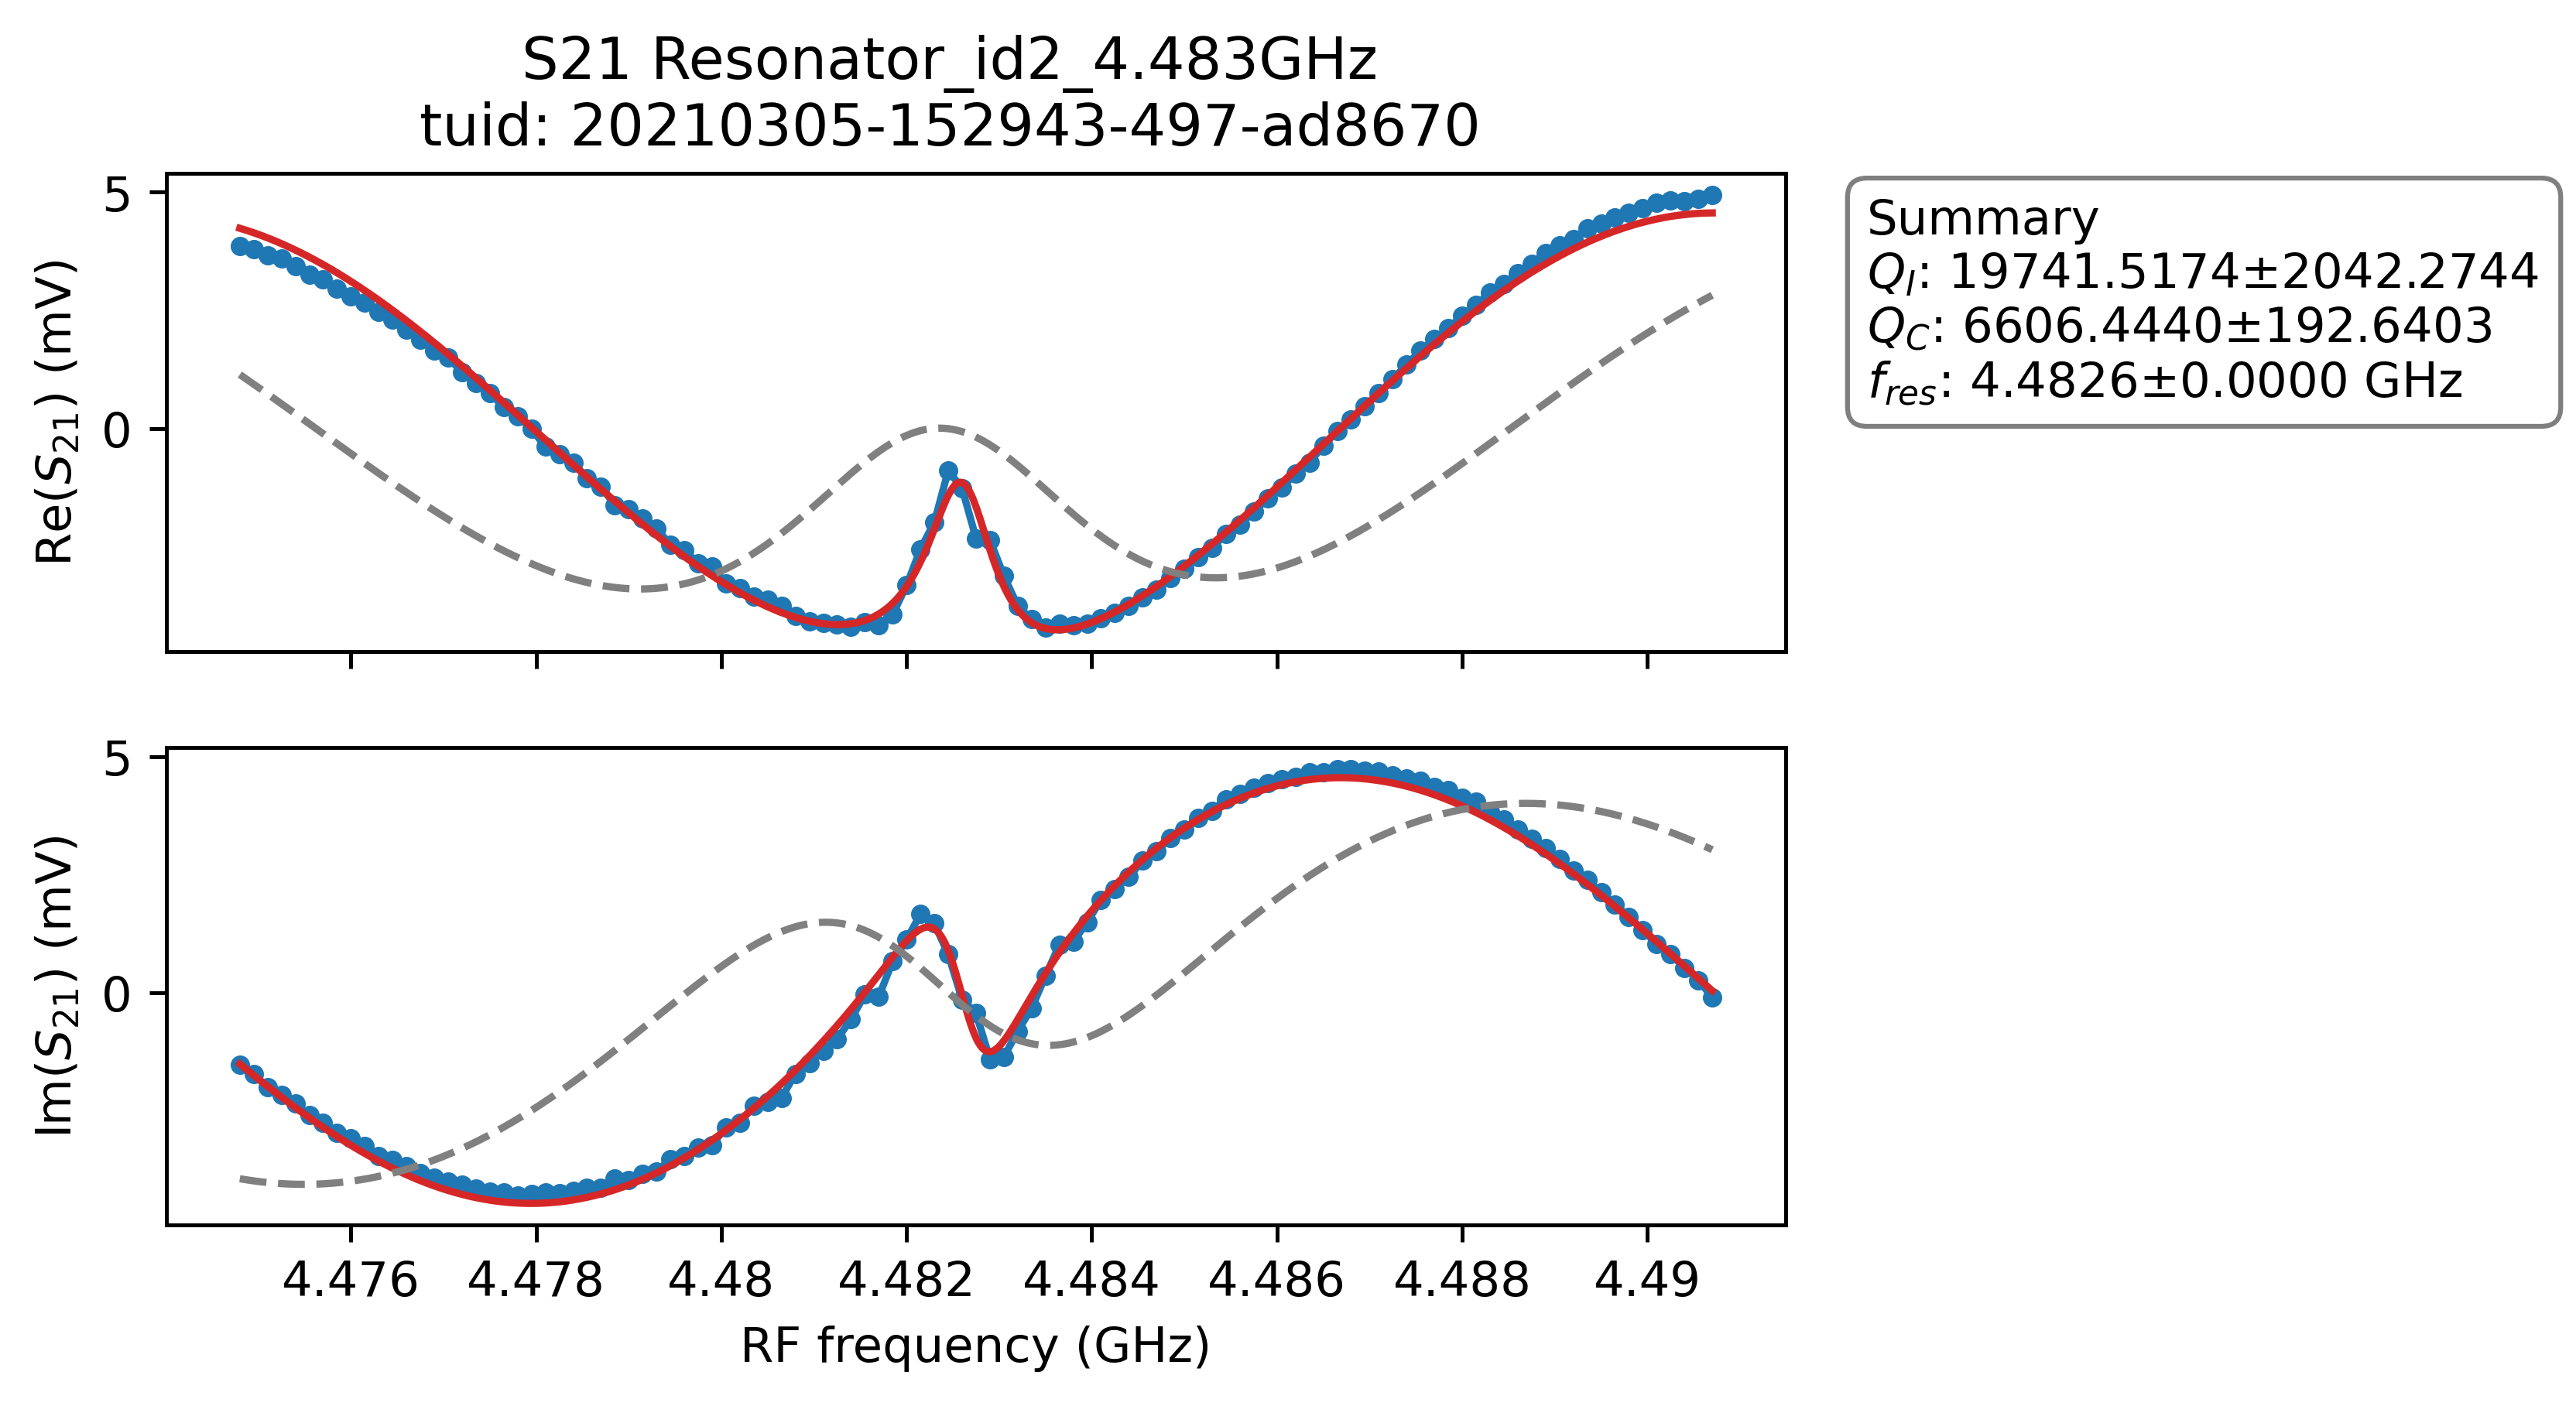 S21 Resonator_id2_4.483GHz
tuid: 20210305-152943-497-ad8670
5
0
Re(S21) (mV)
Summary
QI: 19741.5174±2042.2744
QC: 6606.4440±192.6403
fres: 4.4826±0.0000 GHz
5
0
Im(S21) (mV)
4.476 4.478 4.48 4.482 4.484 4.486 4.488 4.49
RF frequency (GHz)